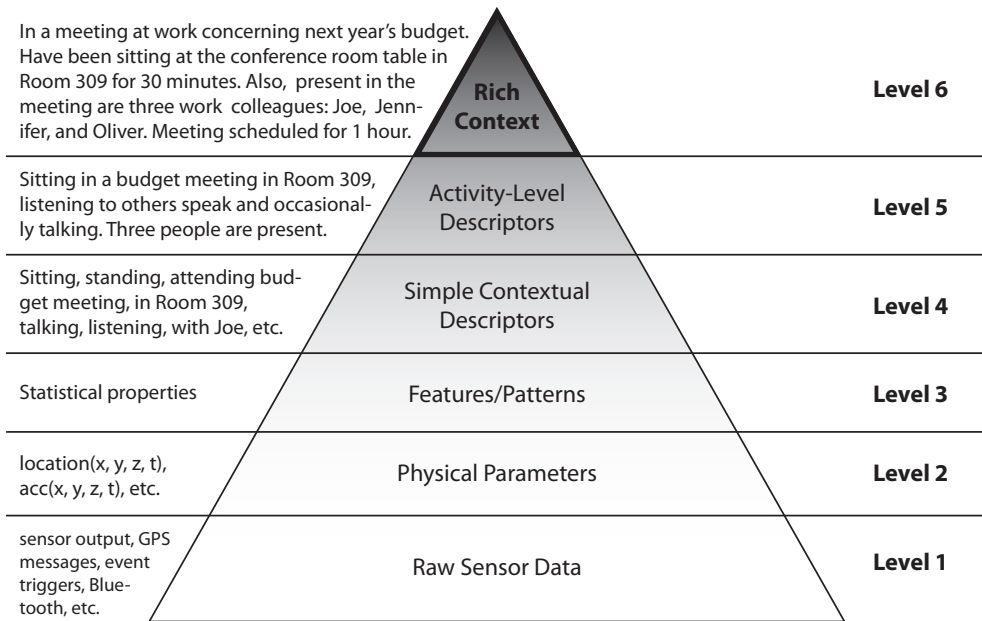 In a meeting at work concerning next year’s budget.
Have been sitting at the conference room table in
Room 309 for 30 minutes. Also, present in the
meeting are three work colleagues: Joe, Jenn-
ifer, and Oliver. Meeting scheduled for 1 hour.
Rich
Context
Level 6
Sitting in a budget meeting in Room 309,
listening to others speak and occasional-
ly talking. Three people are present.
Activity-Level
Descriptors
Level 5
Sitting, standing, attending bud-
get meeting, in Room 309,
talking, listening, with Joe, etc.
Simple Contextual
Descriptors
Level 4
Statistical properties
Features/Patterns
Level 3
location(x, y, z, t),
acc(x, y, z, t), etc.
Physical Parameters
Level 2
sensor output, GPS
messages, event
triggers, Blue-
tooth, etc.
Raw Sensor Data
Level 1